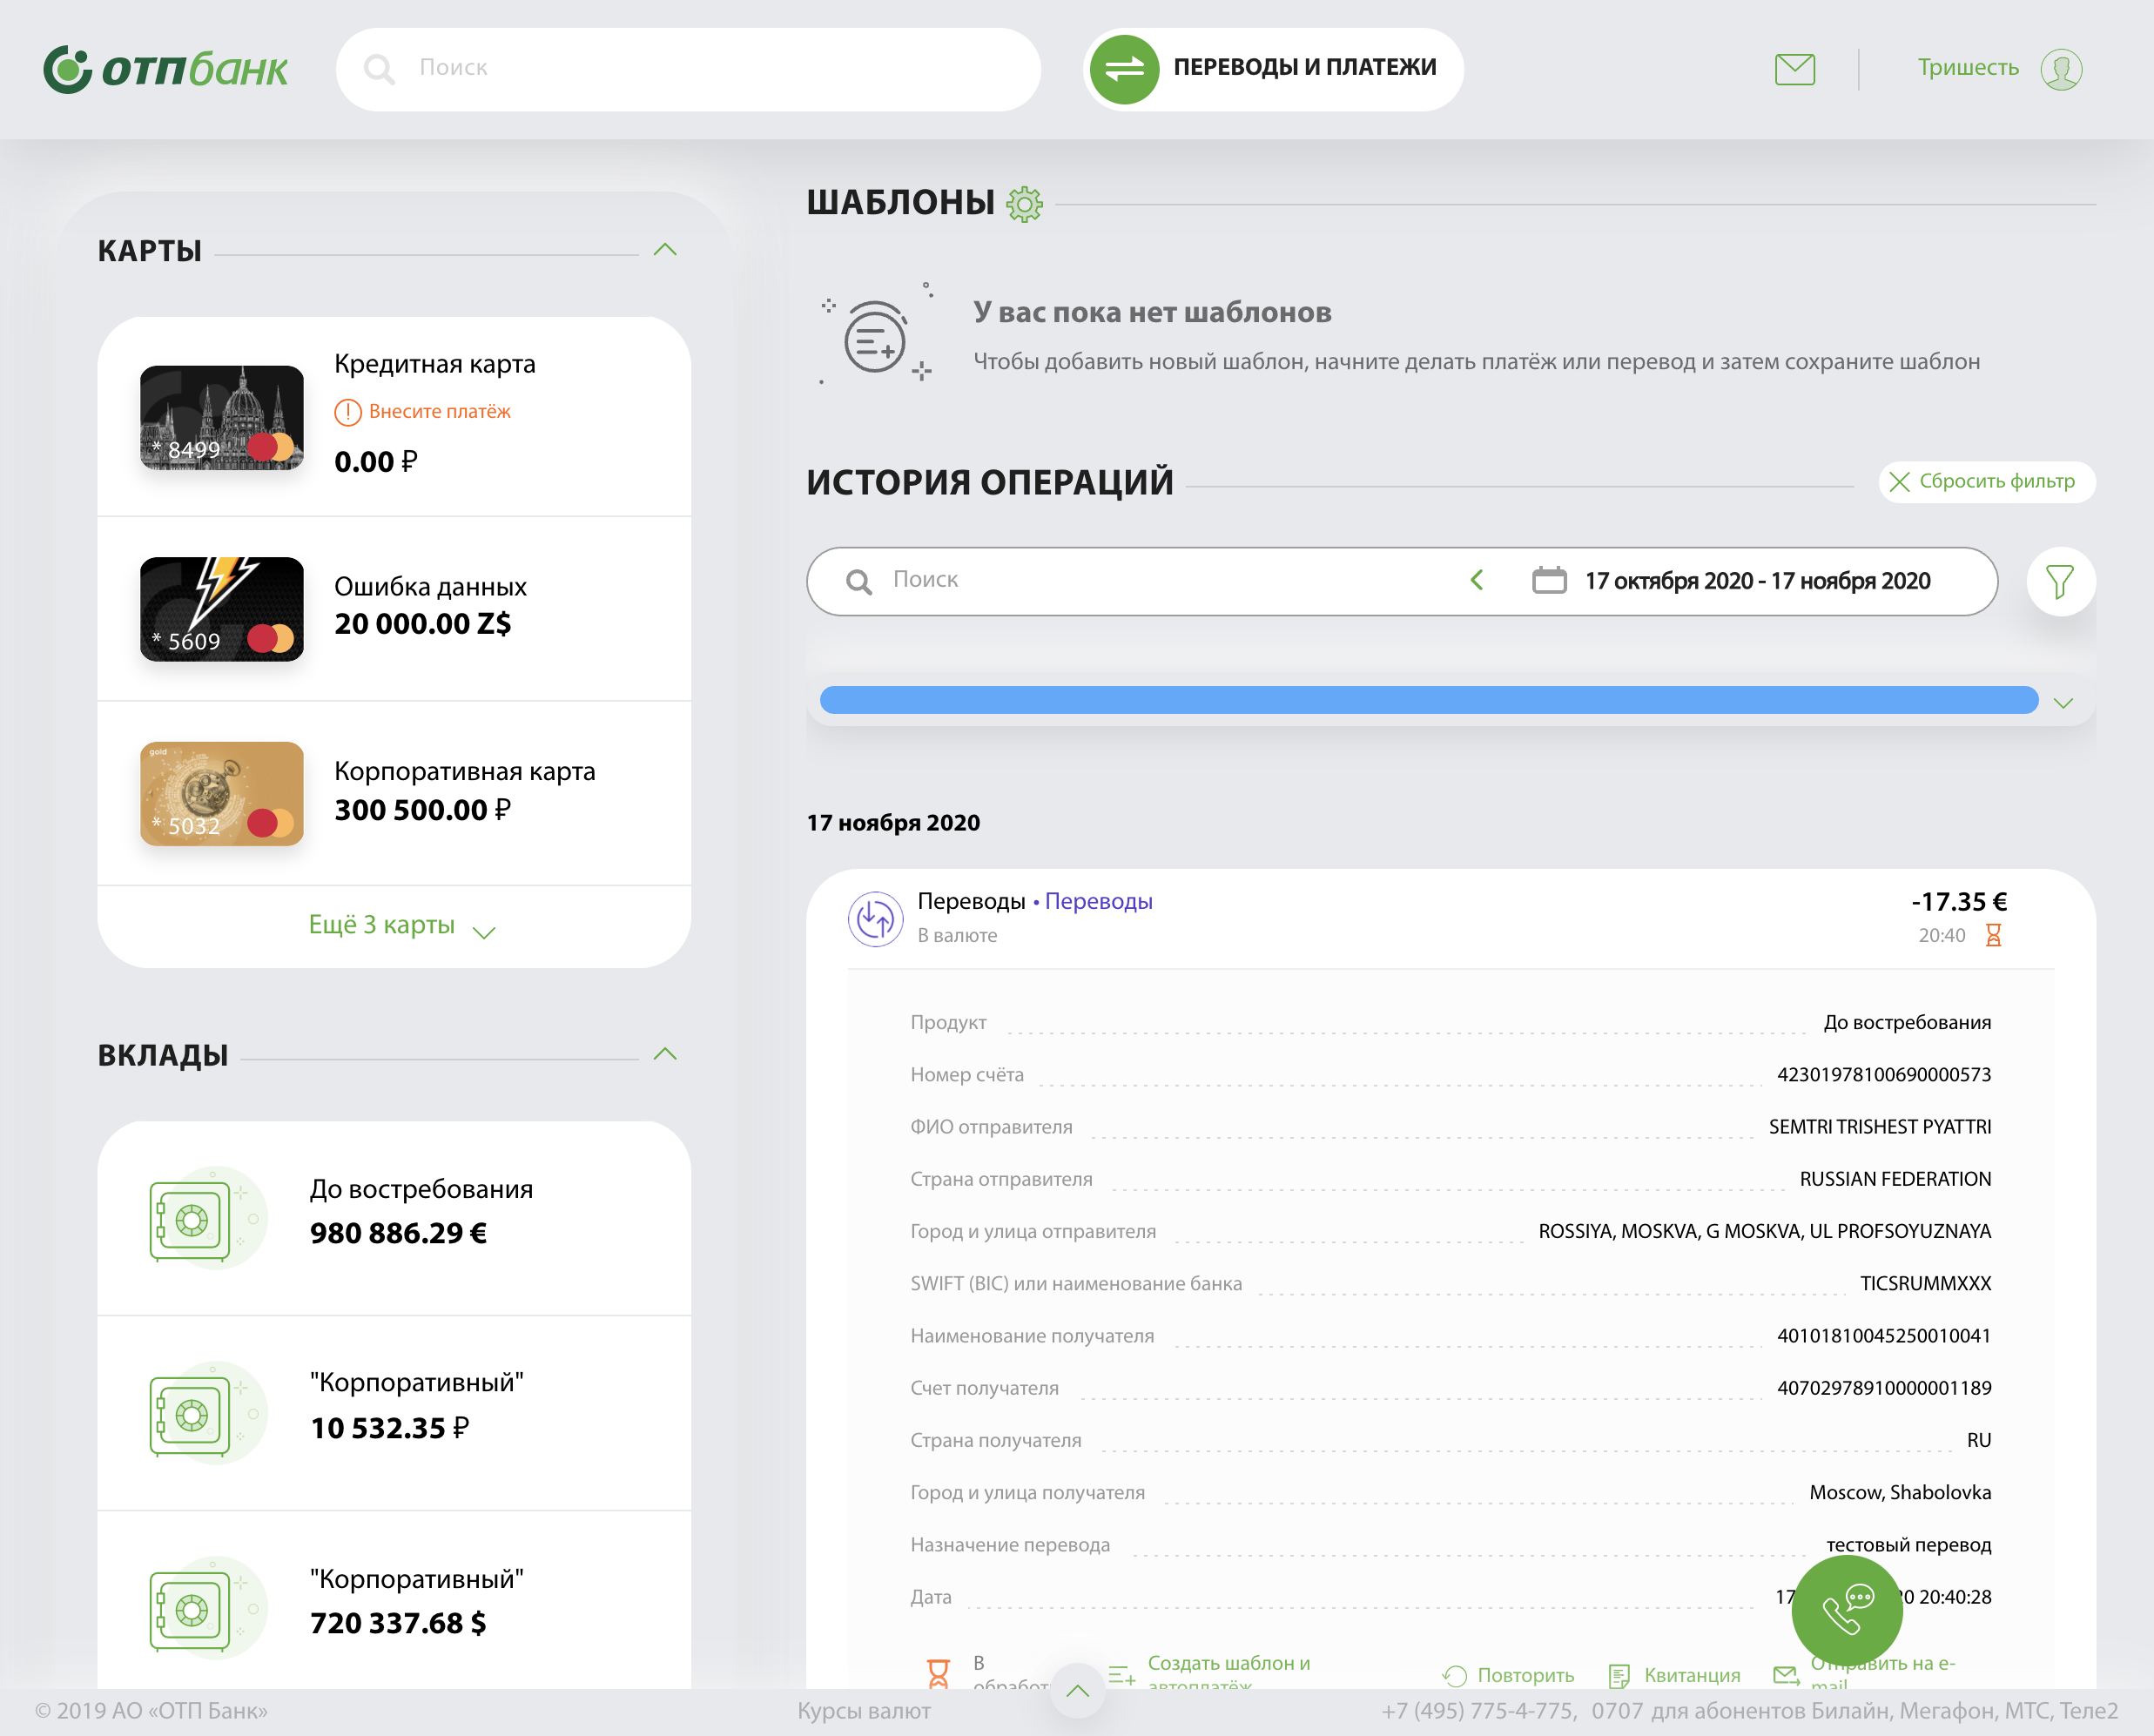 отпбанк
Поиск
ПЕРЕВОДЫ И ПЛАТЕЖИ
Тришесть
КАРТЫ
Кредитная карта
Внесите платёж
* 8499
0.00 ₽
Ошибка данных
20 000.00 Z$
* 5609
gold
Корпоративная карта
300 500.00 ₽
* 5032
Ещё 3 карты
ВКЛАДЫ
До востребования
980 886.29 €
"Корпоративный"
10 532.35 ₽
"Корпоративный"
720 337.68 $
ШАБЛОНЫ
У вас пока нет шаблонов
Чтобы добавить новый шаблон, начните делать платёж или перевод и затем сохраните шаблон
ИСТОРИЯ ОПЕРАЦИЙ
Сбросить фильтр
Поиск
17 октября 2020 - 17 ноября 2020
17 ноября 2020
Переводы • Переводы
-17.35 €
В валюте
20:40
Продукт До востребования
Номер счёта 42301978100690000573
ФИО отправителя SEMTRI TRISHEST PYATTRI
Страна отправителя RUSSIAN FEDERATION
Город и улица отправителя ROSSIYA, MOSKVA, G MOSKVA, UL PROFSOYUZNAYA
SWIFT (BIC) или наименование банка TICSRUMMXXX
Наименование получателя 40101810045250010041
Счет получателя 40702978910000001189
Страна получателя RU
Город и улица получателя Moscow, Shabolovka
Назначение перевода тестовый перевод
Дата 17 0 20:40:28
В
обработ
Создать шаблон и
автоплатёж
Повторить
Квитанция
Отправить на e-
mail
© 2019 АО «ОТП Банк»
Курсы валют
+7 (495) 775-4-775, 0707 для абонентов Билайн, Мегафон, МТС, Теле2